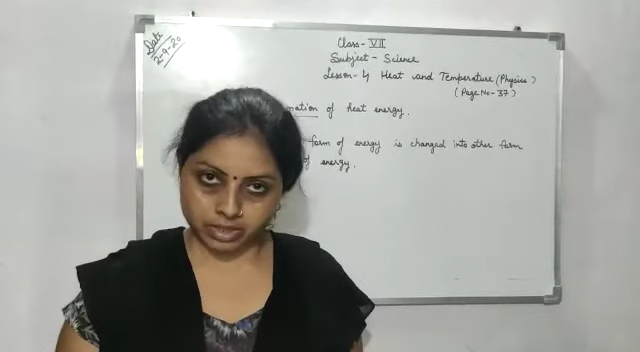 Date
2-9-20
Class - VII
Subject - Science
Lesson - 4 Heat and Temperature (Physics)
(Page No - 37)
mation of heat energy.
form of energy is changed into other form
of energy.